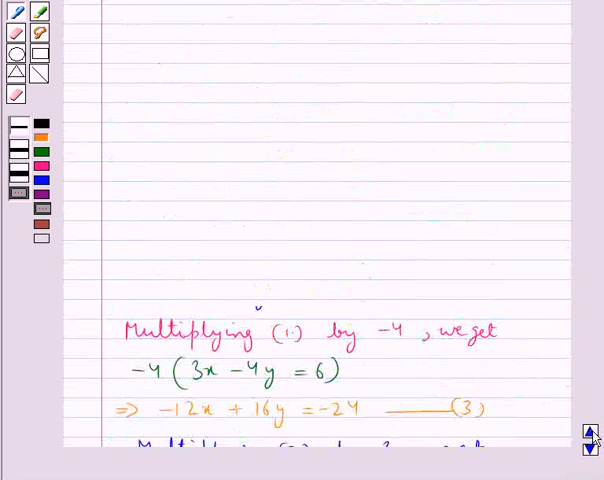 Multiplying (1) by -4, we get
-4(3x - 4y = 6)
=> -12x + 16y = -24 ——(3)